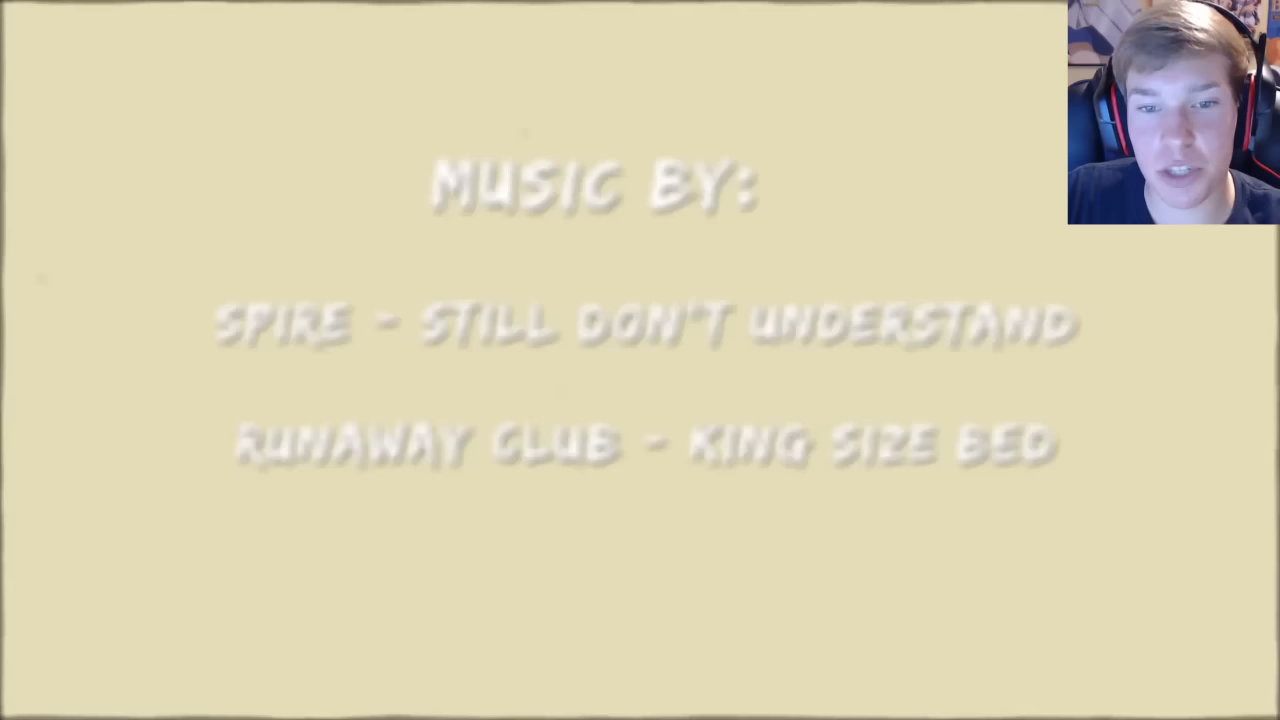 MUSIC BY:
SPIRE - STILL DON'T UNDERSTAND
RUNAWAY CLUB - KING SIZE BED